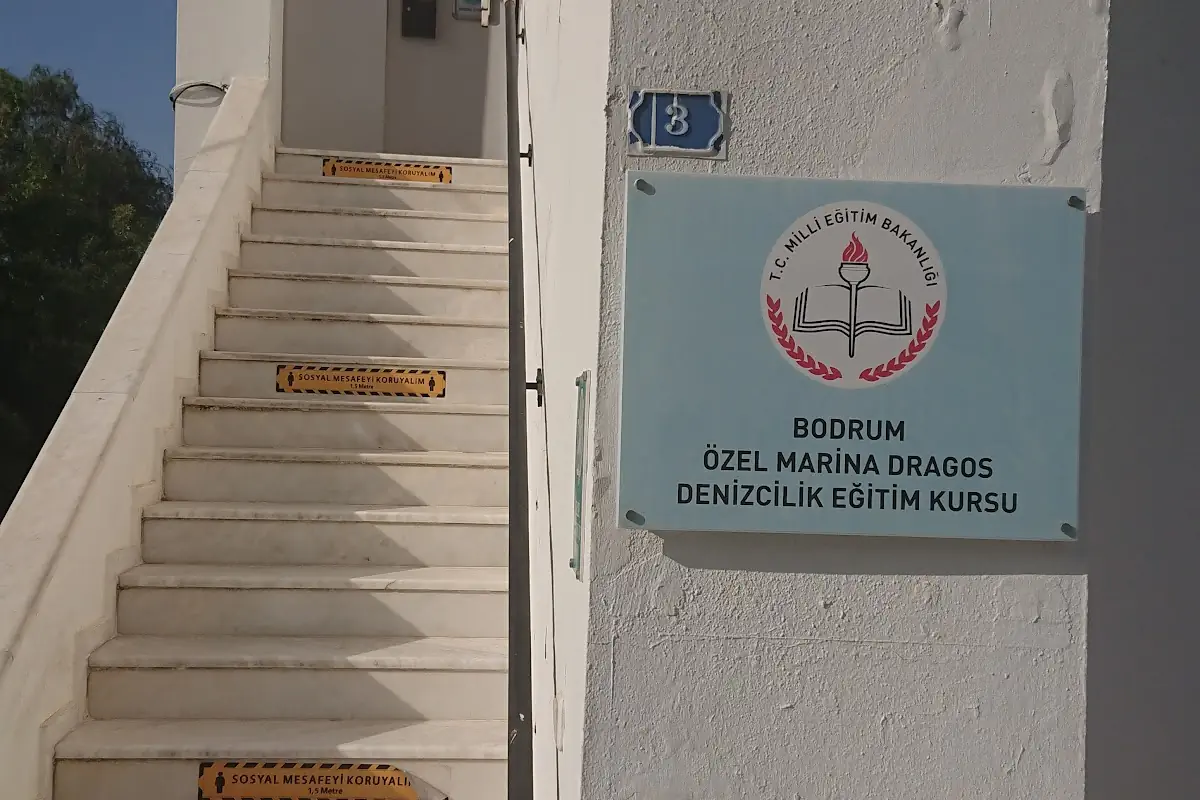 SOSYAL MESAFEYİ KORUYALIM
SOSYAL MESAFEYİ KORUYALIM
1,5 Metre
SOSYAL MESAFEYİ KORUYALI
1,5 Metre
3
T.C. MİLLİ EĞİTİM BAKANLIĞI
BODRUM
ÖZEL MARINA DRAGOS
DENİZCİLİK EĞİTİM KURSU